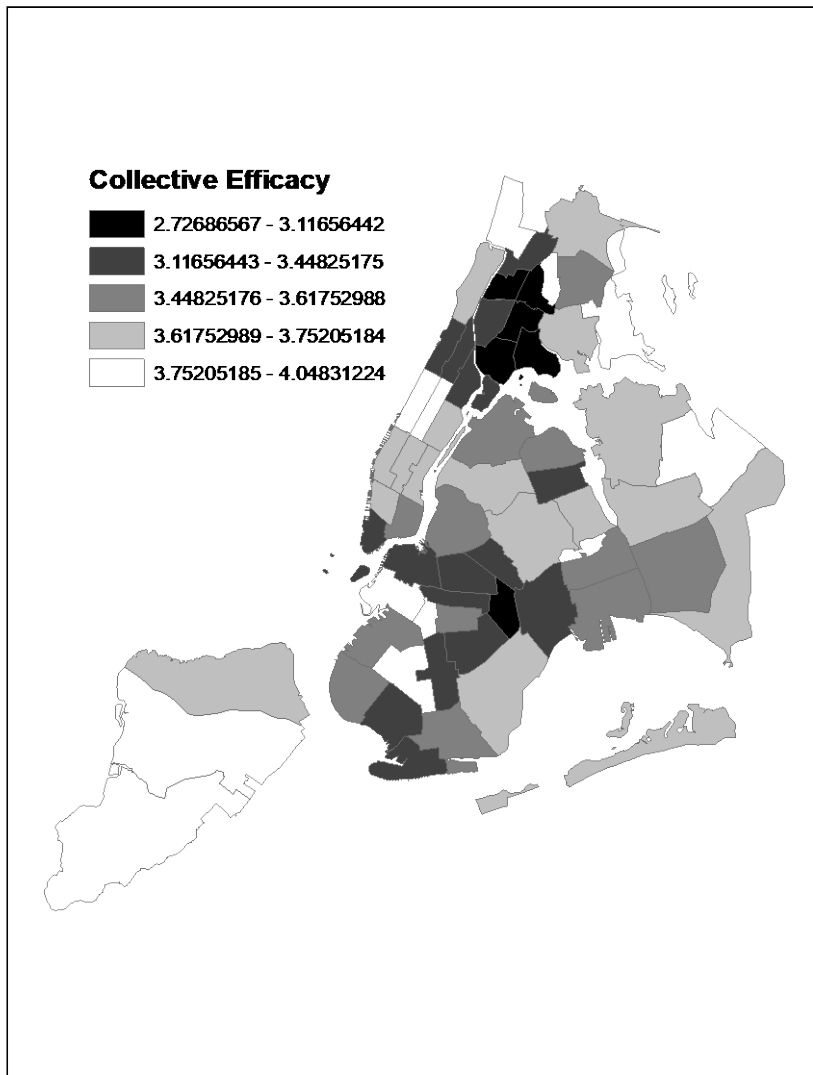 Collective Efficacy
2.72686567 - 3.11656442
3.11656443 - 3.44825175
3.44825176 - 3.61752988
3.61752989 - 3.75205184
3.75205185 - 4.04831224